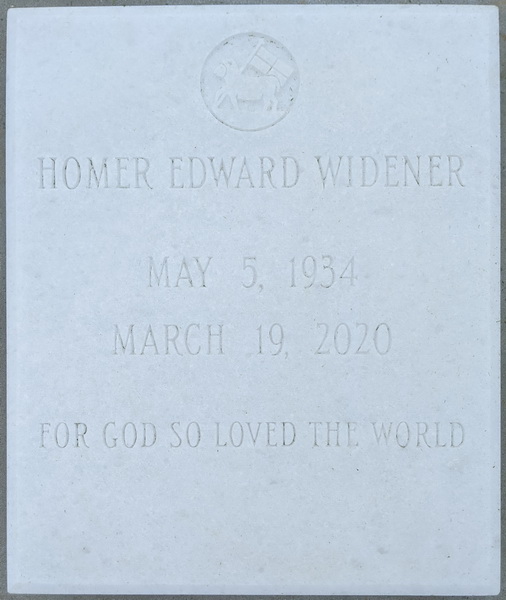 HOMER EDWARD WIDENER
MAY 5, 1934
MARCH 19, 2020
FOR GOD SO LOVED THE WORLD